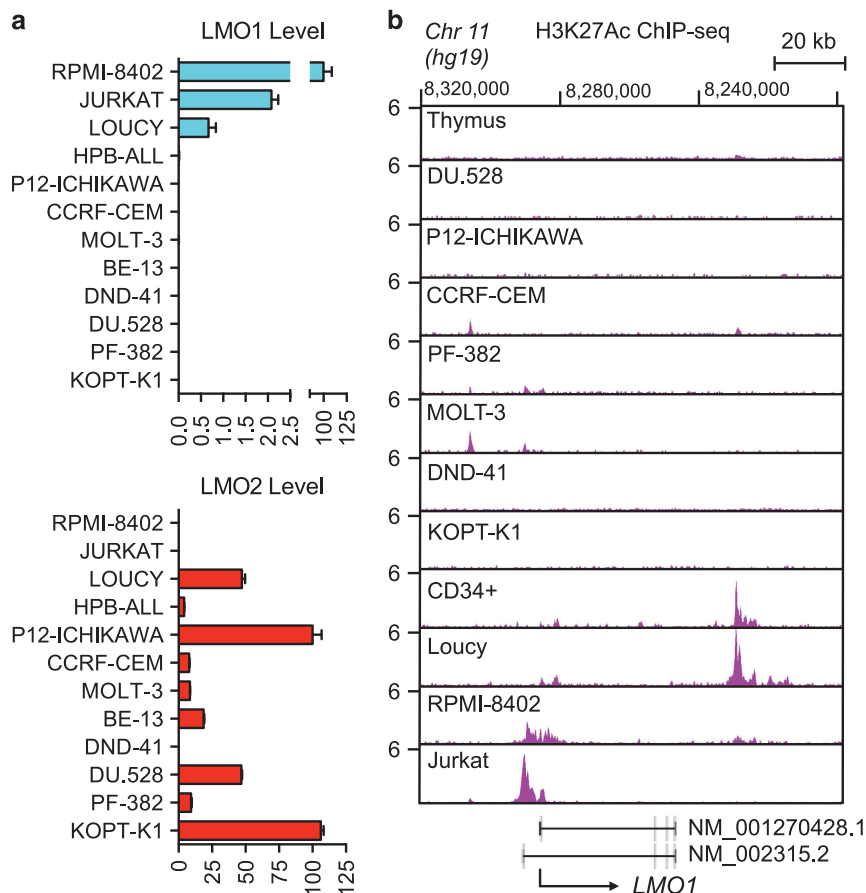 a
LMO1 Level
RPMI-8402
JURKAT
LOUCY
HPB-ALL
P12-ICHIKAWA
CCRF-CEM
MOLT-3
BE-13
DND-41
DU.528
PF-382
KOPT-K1
0.0 0.5 1.0 1.5 2.0 2.5 100 125
LMO2 Level
RPMI-8402
JURKAT
LOUCY
HPB-ALL
P12-ICHIKAWA
CCRF-CEM
MOLT-3
BE-13
DND-41
DU.528
PF-382
KOPT-K1
0 25 50 75 100 125
b
Chr 11 H3K27Ac ChIP-seq
(hg19) 20 kb
8,320,000 8,280,000 8,240,000
6
Thymus
6
DU.528
6
P12-ICHIKAWA
6
CCRF-CEM
6
PF-382
6
MOLT-3
6
DND-41
6
KOPT-K1
6
CD34+
6
Loucy
6
RPMI-8402
6
Jurkat
NM_001270428.1
NM_002315.2
LMO1